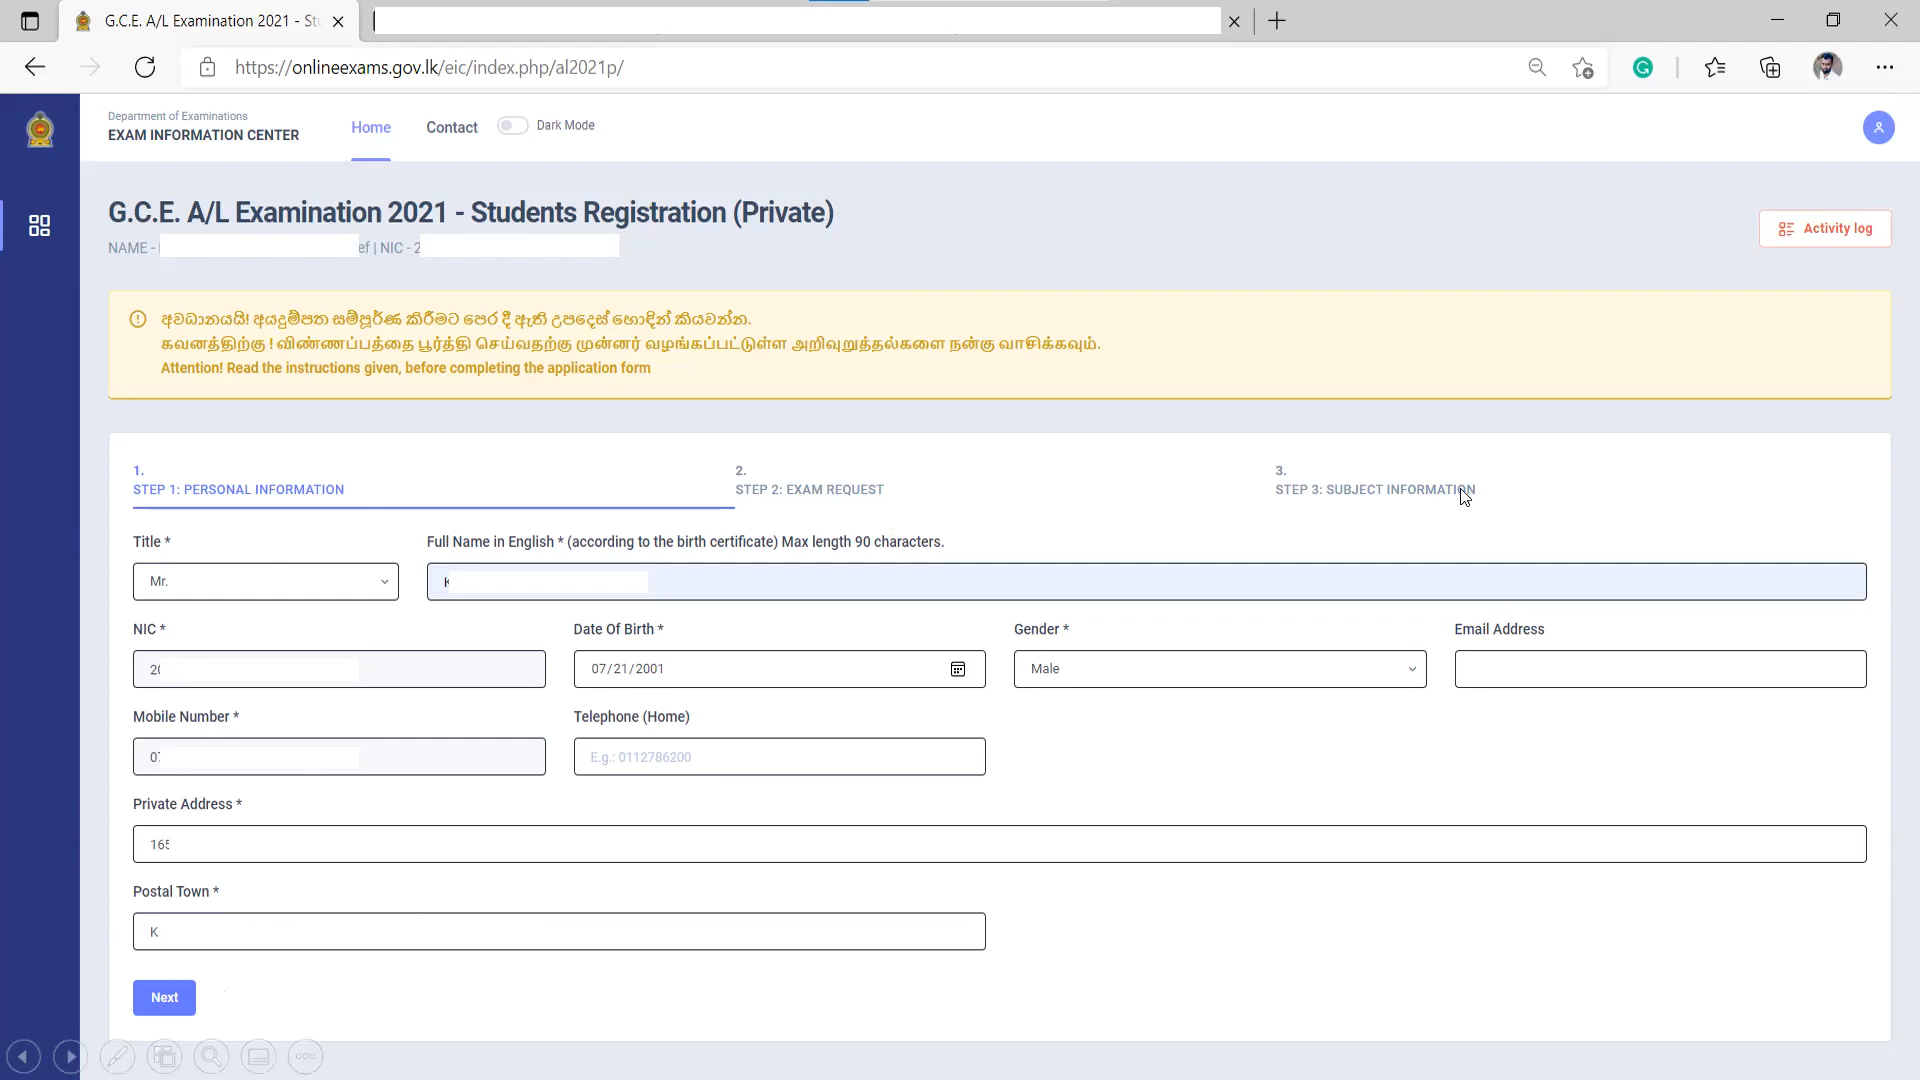 G.C.E. A/L Examination 2021 - Stu
https://onlineexams.gov.lk/eic/index.php/al2021p/
Department of Examinations
EXAM INFORMATION CENTER
Home
Contact
Dark Mode
G.C.E. A/L Examination 2021 - Students Registration (Private)
NAME - ef | NIC - 2
Activity log
අවධානයයි! අයදුම්පත සම්පූර්ණ කිරීමට පෙර දී ඇති උපදෙස් හොඳින් කියවන්න.
கவனத்திற்கு ! விண்ணப்பத்தை பூர்த்தி செய்வதற்கு முன்னர் வழங்கப்பட்டுள்ள அறிவுறுத்தல்களை நன்கு வாசிக்கவும்.
Attention! Read the instructions given, before completing the application form
1.
STEP 1: PERSONAL INFORMATION
2.
STEP 2: EXAM REQUEST
3.
STEP 3: SUBJECT INFORMATION
Title *
Full Name in English * (according to the birth certificate) Max length 90 characters.
Mr.
K
NIC *
Date Of Birth *
Gender *
Email Address
20
07/21/2001
Male
Mobile Number *
Telephone (Home)
07
E.g.: 0112786200
Private Address *
165
Postal Town *
K
Next